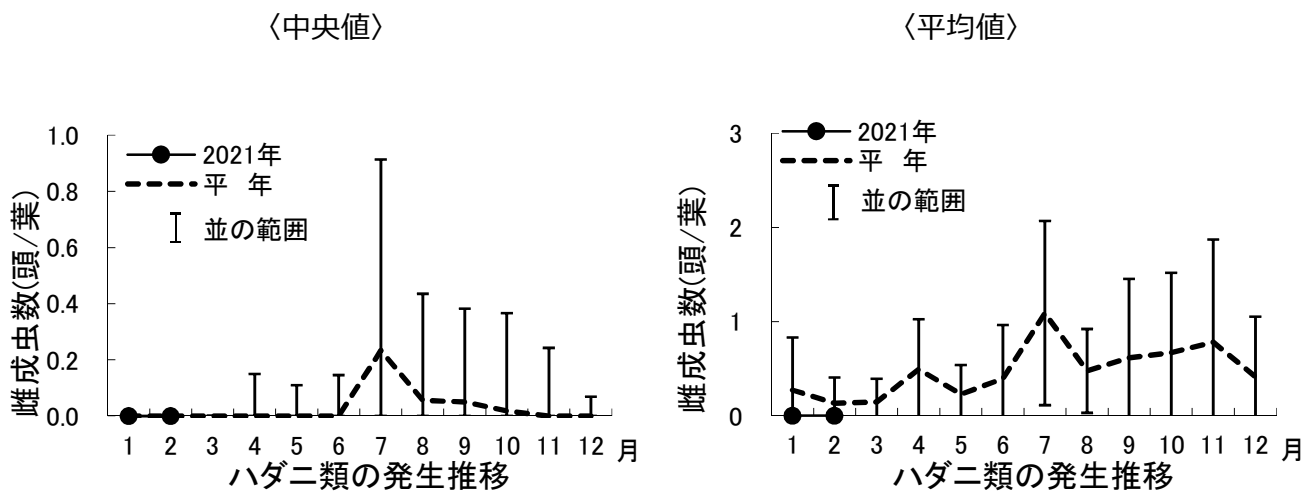 〈中央値〉
1.0
0.8
0.6
0.4
0.2
0.0
雌成虫数(頭/葉)
2021年
平　年
並の範囲
1 2 3 4 5 6 7 8 9 10 11 12 月
ハダニ類の発生推移
〈平均値〉
3
2
1
0
雌成虫数(頭/葉)
2021年
平　年
並の範囲
1 2 3 4 5 6 7 8 9 10 11 12 月
ハダニ類の発生推移